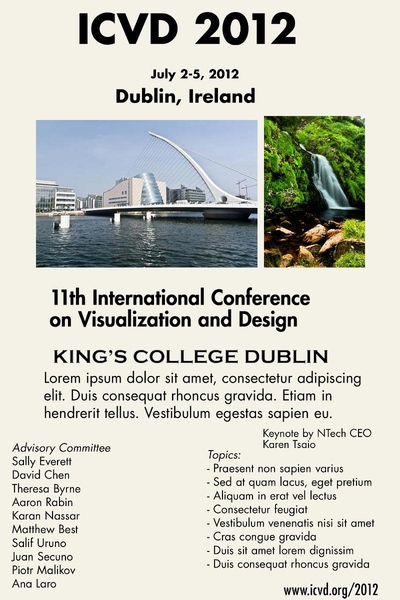 ICVD 2012
July 2-5, 2012
Dublin, Ireland
11th International Conference
on Visualization and Design
KING'S COLLEGE DUBLIN
Lorem ipsum dolor sit amet, consectetur adipiscing
elit. Duis consequat rhoncus gravida. Etiam in
hendrerit tellus. Vestibulum egestas sapien eu.
Keynote by NTech CEO
Karen Tsaio
Advisory Committee
Sally Everett
David Chen
Theresa Byrne
Aaron Rabin
Karan Nassar
Matthew Best
Salif Uruno
Juan Secuno
Piotr Malikov
Ana Laro
Topics:
- Praesent non sapien varius
- Sed at quam lacus, eget pretium
- Aliquam in erat vel lectus
- Consectetur feugiat
- Vestibulum venenatis nisi sit amet
- Cras congue gravida
- Duis sit amet lorem dignissim
- Duis consequat rhoncus gravida
www.icvd.org/2012